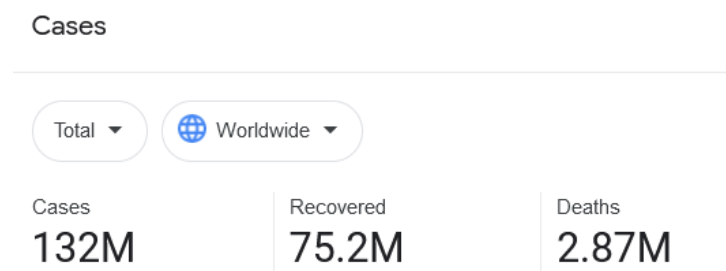 Cases
Total Worldwide
Cases Recovered Deaths
132M 75.2M 2.87M